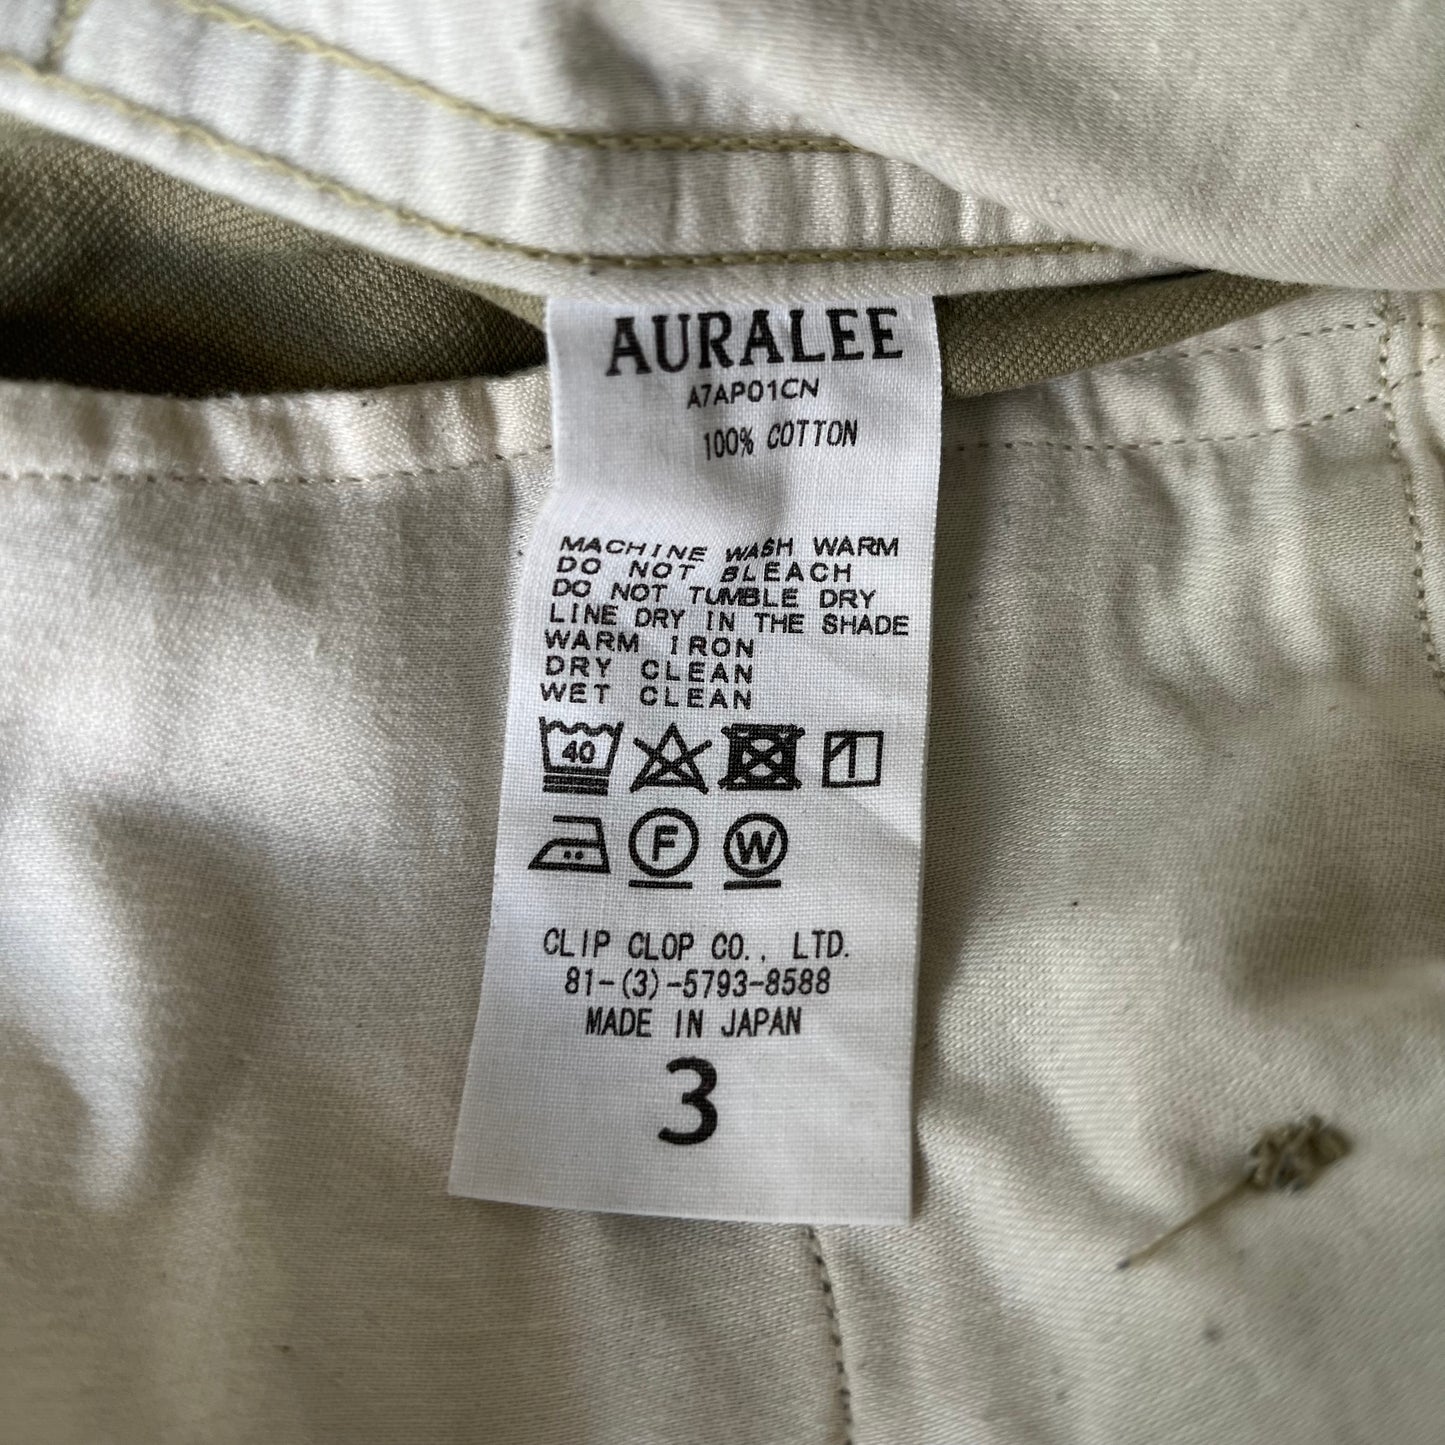 AURALEE
A7AP01CN
100% COTTON
MACHINE WASH WARM
DO NOT BLEACH
DO NOT TUMBLE DRY
LINE DRY IN THE SHADE
WARM IRON
DRY CLEAN
WET CLEAN
40
F W
CLIP CLOP CO., LTD.
81-(3)-5793-8588
MADE IN JAPAN
3